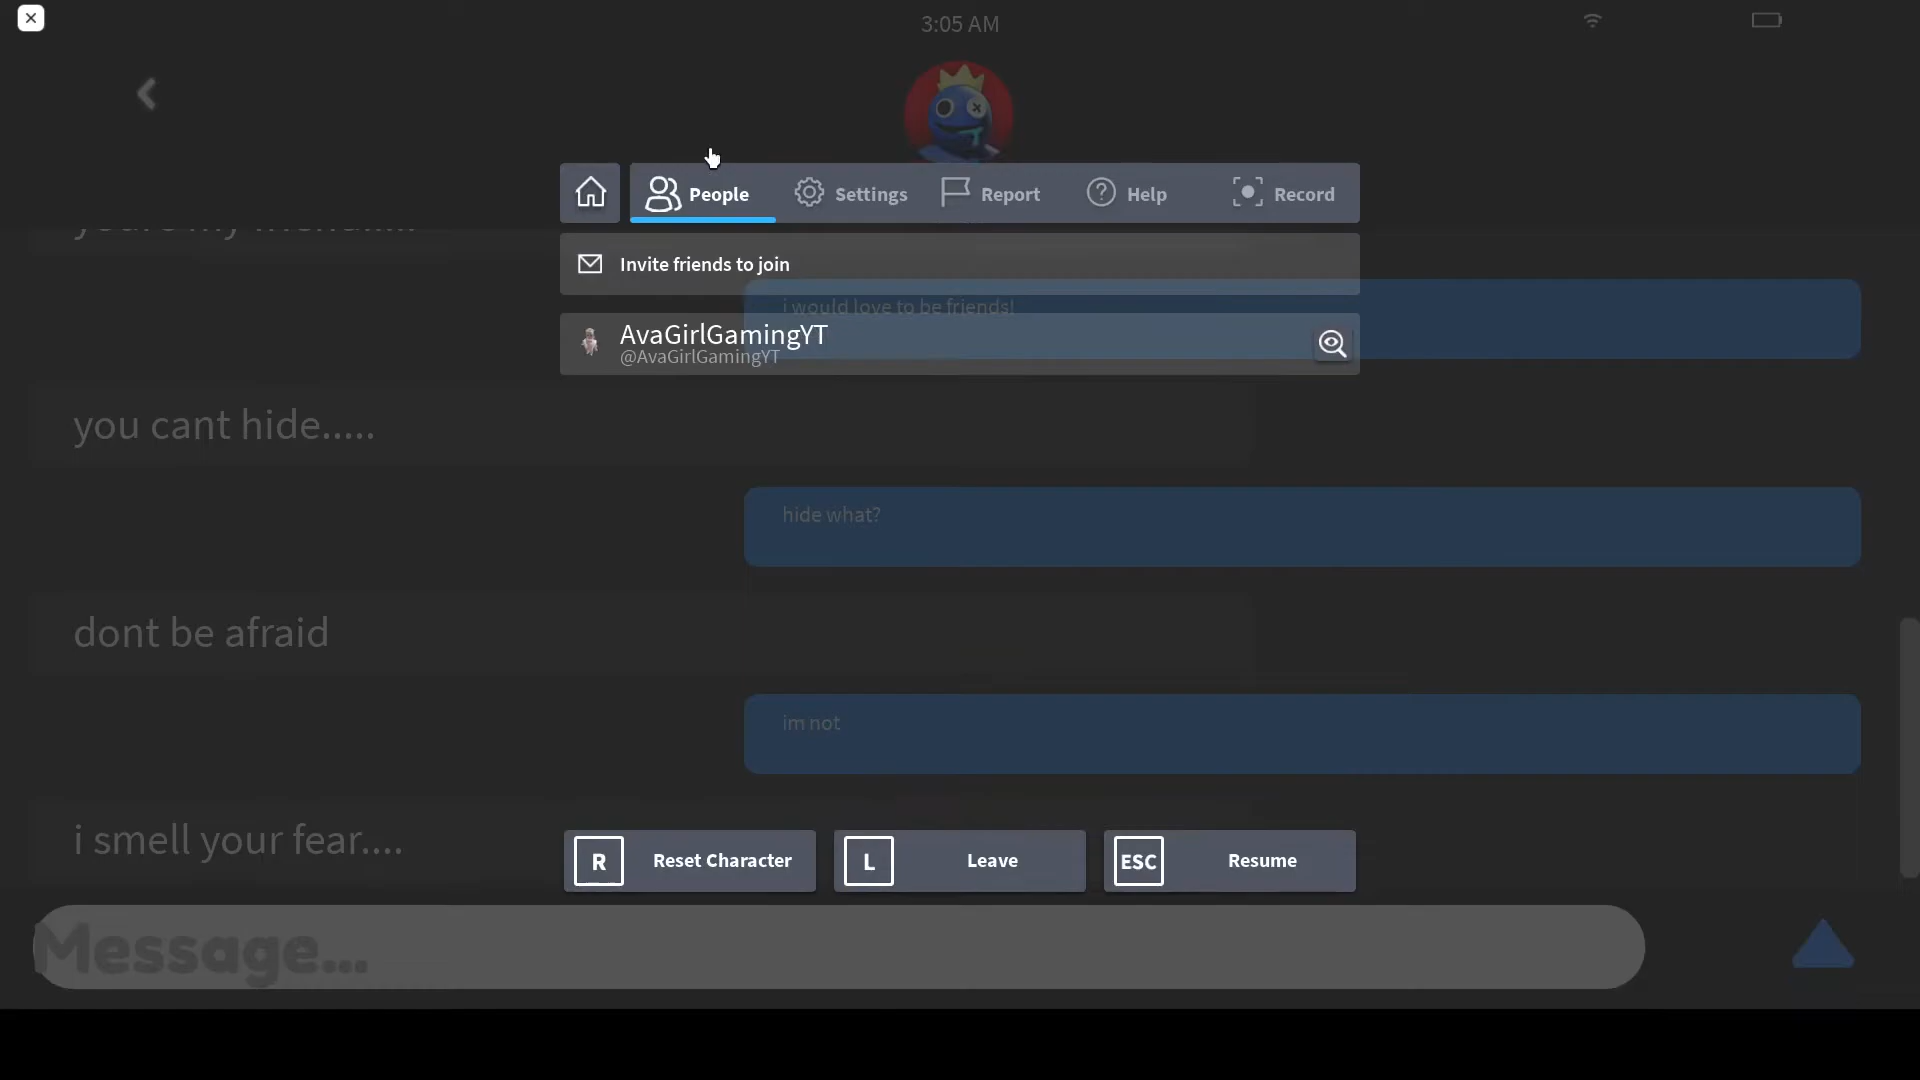 3:05 AM
People
Settings
Report
Help
Record
Invite friends to join
i would love to be friends!
AvaGirlGamingYT
@AvaGirlGamingYT
you cant hide.....
hide what?
dont be afraid
im not
i smell your fear....
R
Reset Character
L
Leave
ESC
Resume
Message...